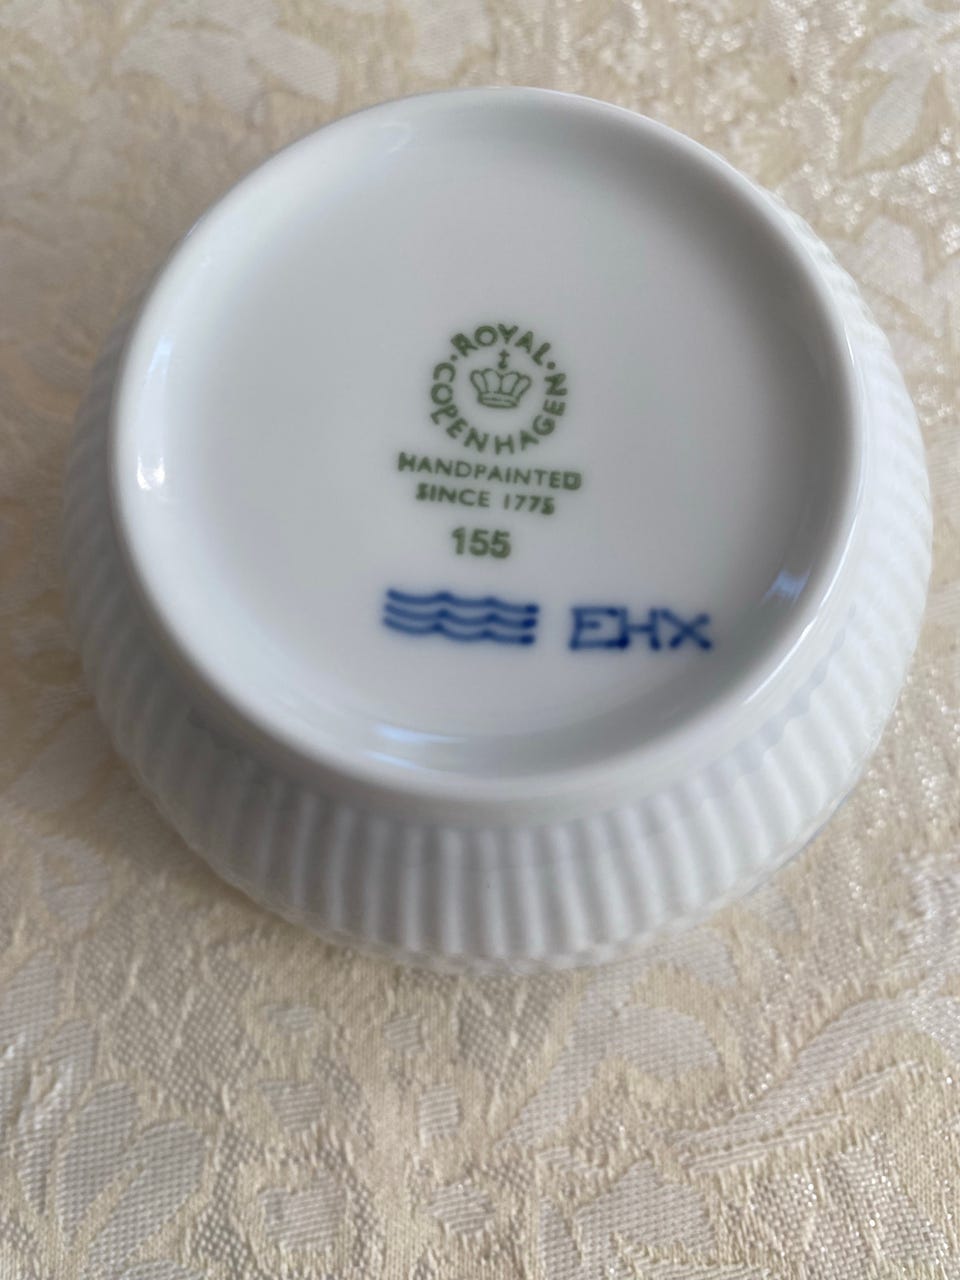 ROYAL · COPENHAGEN ·
HANDPAINTED
SINCE 1775
155
EHX